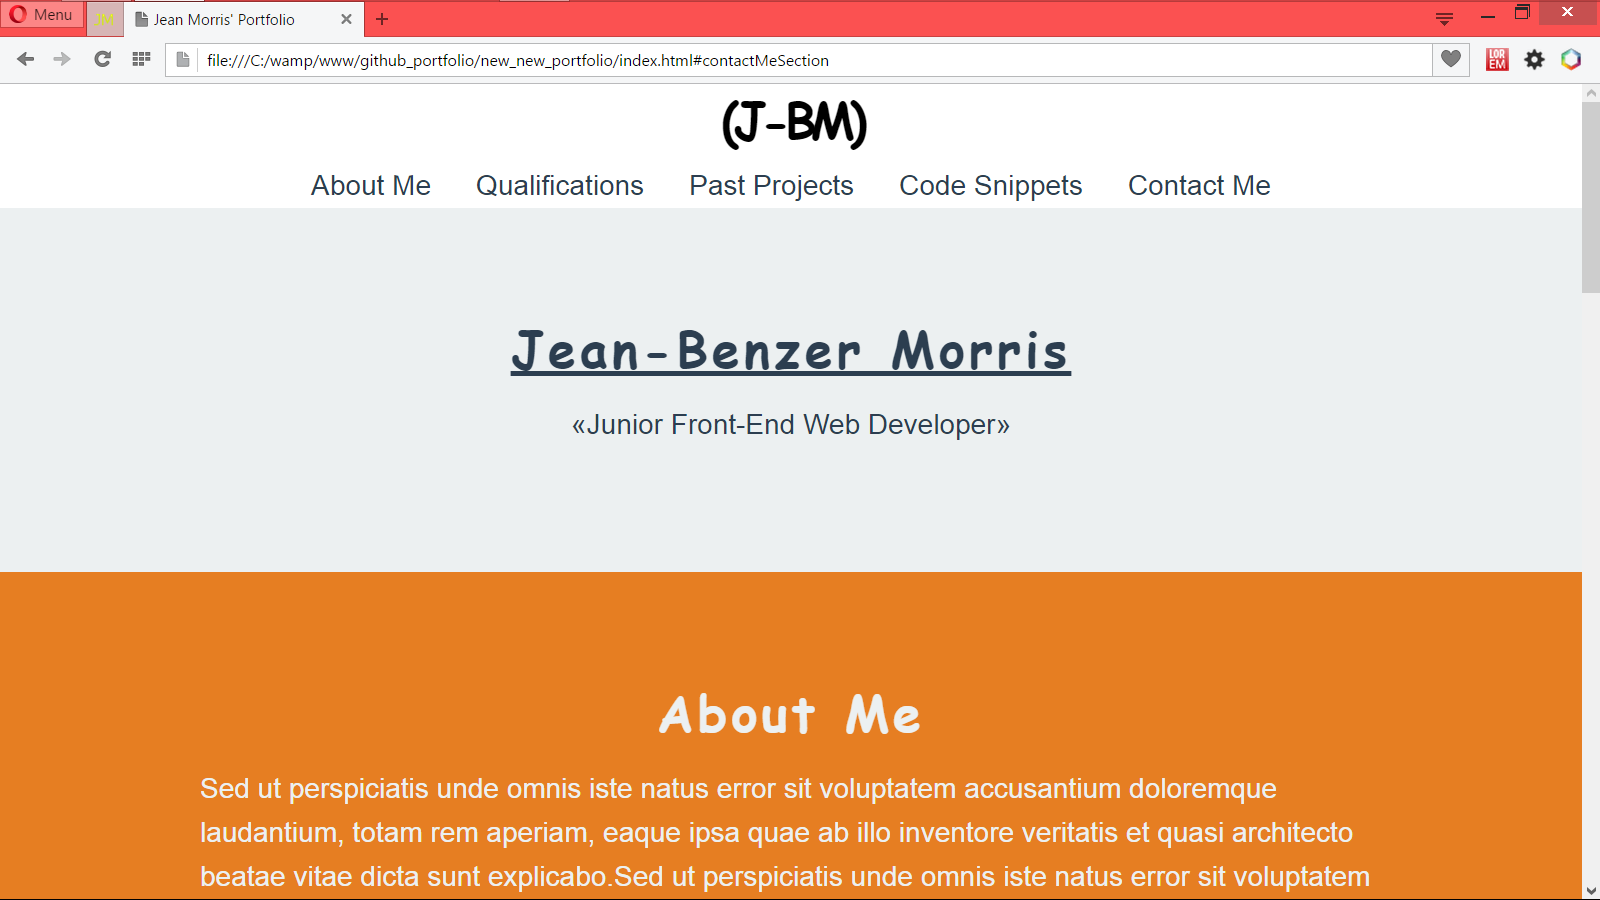 Menu
JM
Jean Morris' Portfolio
file:///C:/wamp/www/github_portfolio/new_new_portfolio/index.html#contactMeSection
LOR
EM
(J-BM)
About Me Qualifications Past Projects Code Snippets Contact Me
Jean-Benzer Morris
«Junior Front-End Web Developer»
About Me
Sed ut perspiciatis unde omnis iste natus error sit voluptatem accusantium doloremque
laudantium, totam rem aperiam, eaque ipsa quae ab illo inventore veritatis et quasi architecto
beatae vitae dicta sunt explicabo.Sed ut perspiciatis unde omnis iste natus error sit voluptatem